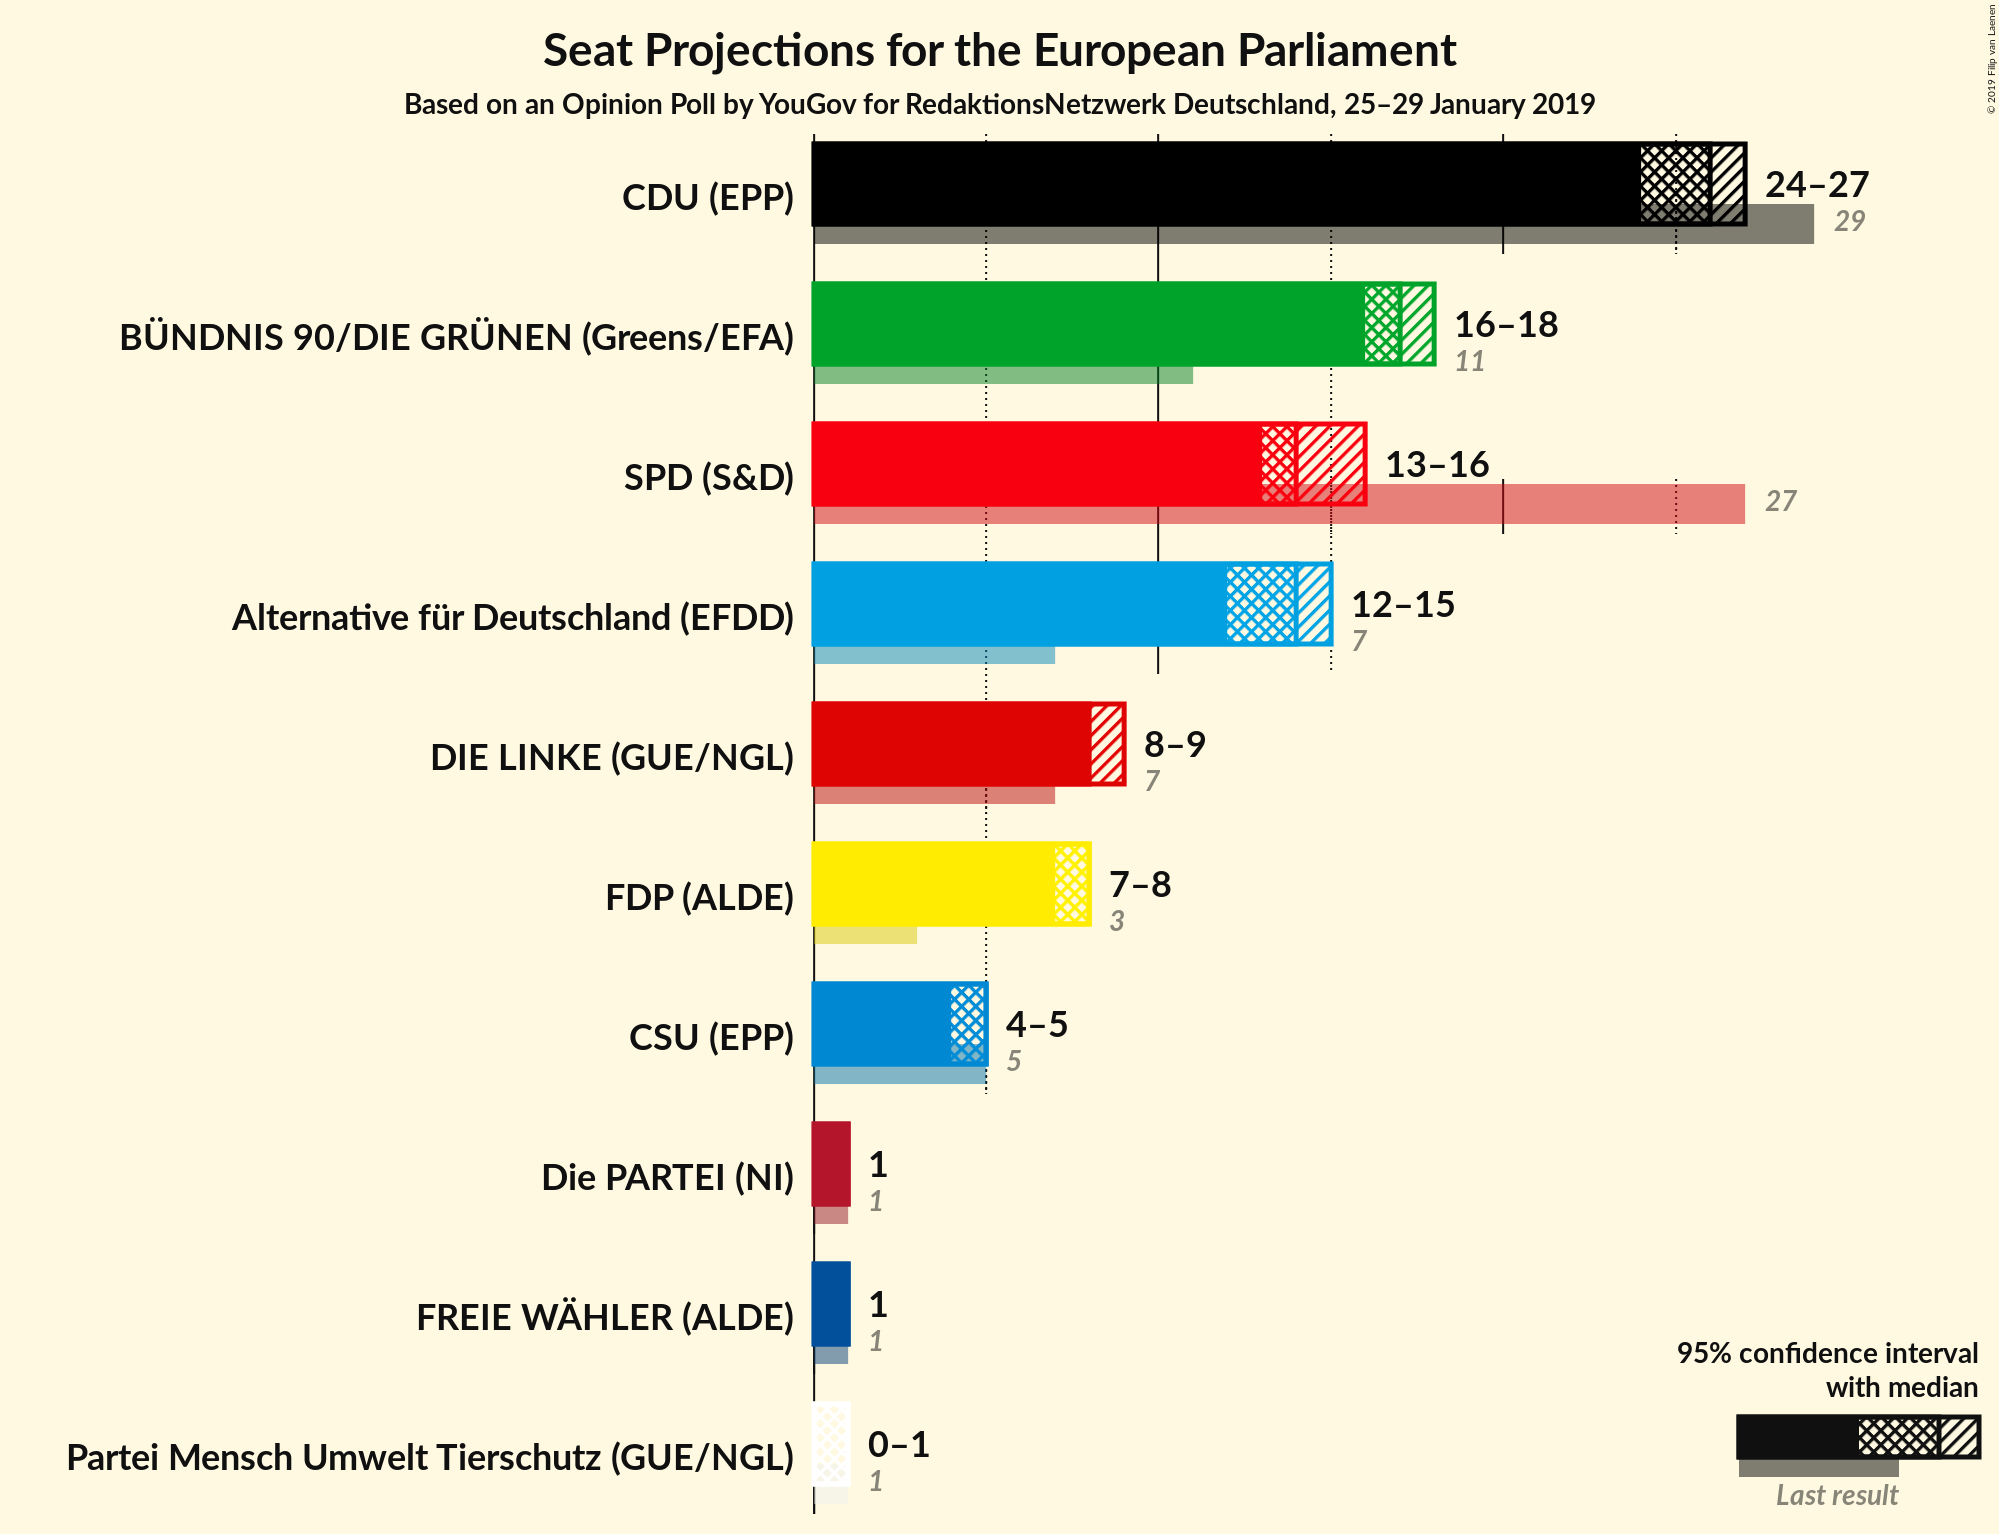 Seat Projections for the European Parliament
Based on an Opinion Poll by YouGov for RedaktionsNetzwerk Deutschland, 25–29 January 2019
© 2019 Filip van Laenen
CDU (EPP)
24–27
29
BÜNDNIS 90/DIE GRÜNEN (Greens/EFA)
16–18
11
SPD (S&D)
13–16
27
Alternative für Deutschland (EFDD)
12–15
7
DIE LINKE (GUE/NGL)
8–9
7
FDP (ALDE)
7–8
3
CSU (EPP)
4–5
5
Die PARTEI (NI)
1
1
FREIE WÄHLER (ALDE)
1
1
Partei Mensch Umwelt Tierschutz (GUE/NGL)
0–1
1
95% confidence interval
with median
Last result